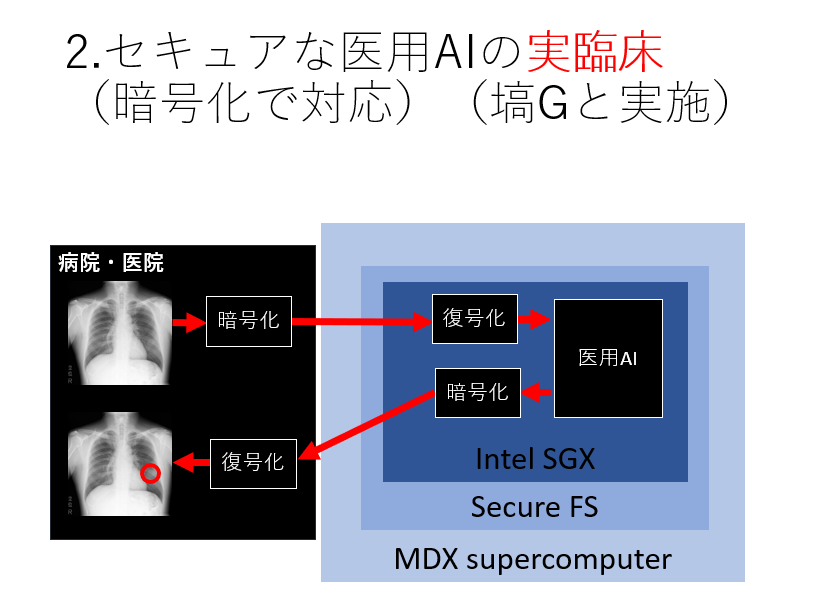 2.セキュアな医用AIの実臨床
（暗号化で対応）（塙Gと実施）
病院・医院
暗号化
復号化
医用AI
暗号化
復号化
Intel SGX
Secure FS
MDX supercomputer